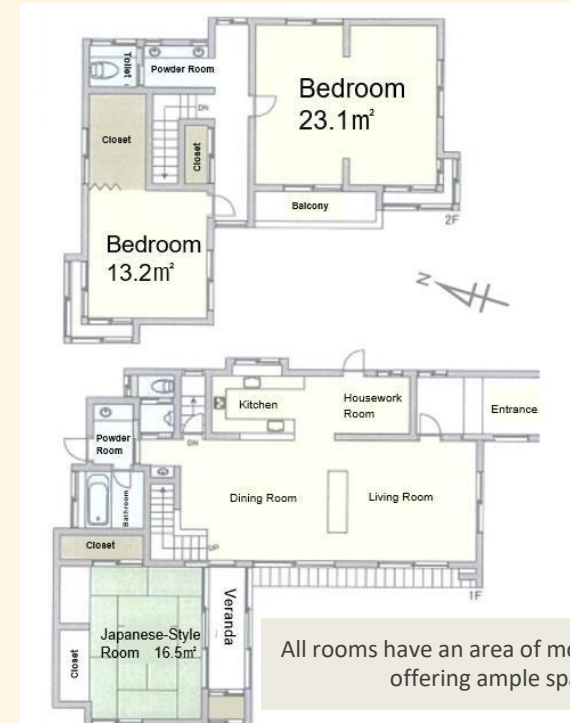 Toilet
Powder Room
Bedroom
23.1㎡
DN
Closet
Closet
Balcony
2F
Bedroom
13.2㎡
N
Kitchen
Housework
Room
Entrance
Powder
Room
DN
Dining Room
Living Room
Bathroom
UP
Closet
1F
Japanese-Style
Room 16.5㎡
Veranda
Closet
All rooms have an area of mo
offering ample spa